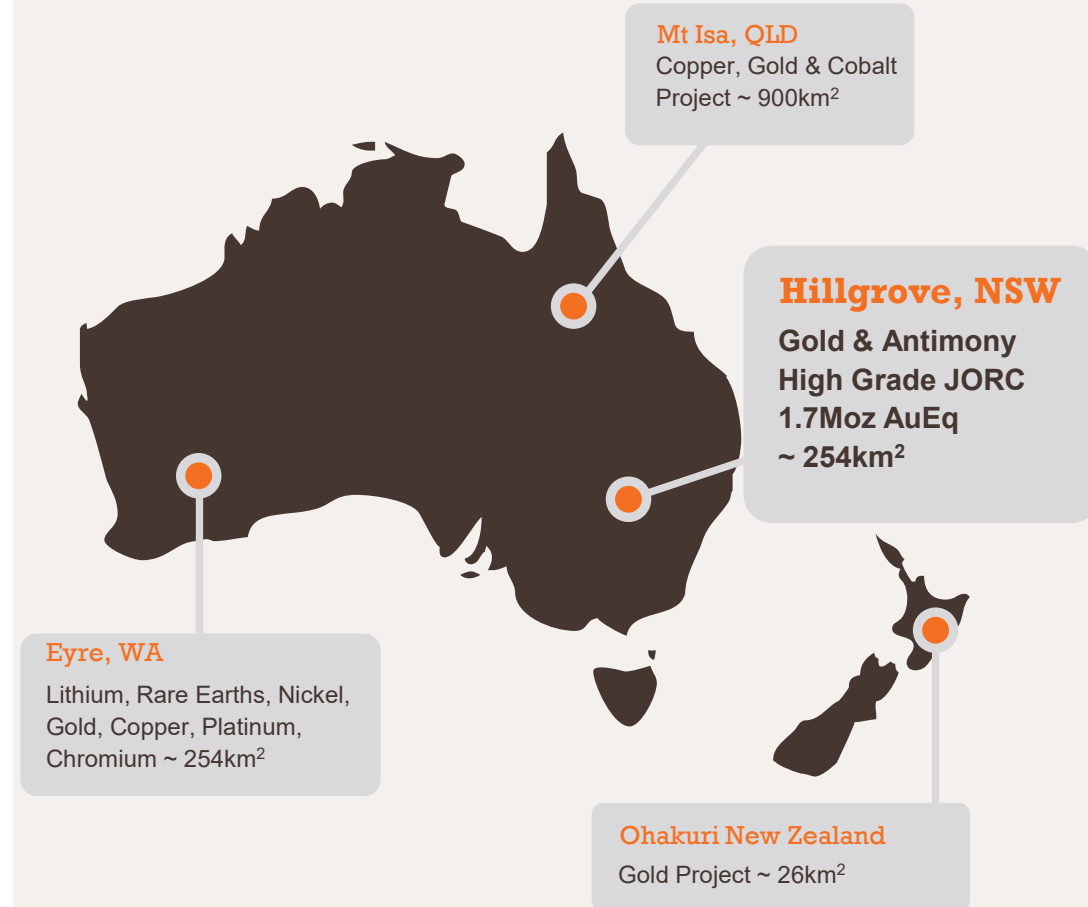 Mt Isa, QLD
Copper, Gold & Cobalt
Project ~ 900km²
Hillgrove, NSW
Gold & Antimony
High Grade JORC
1.7Moz AuEq
~ 254km²
Eyre, WA
Lithium, Rare Earths, Nickel,
Gold, Copper, Platinum,
Chromium ~ 254km²
Ohakuri New Zealand
Gold Project ~ 26km²